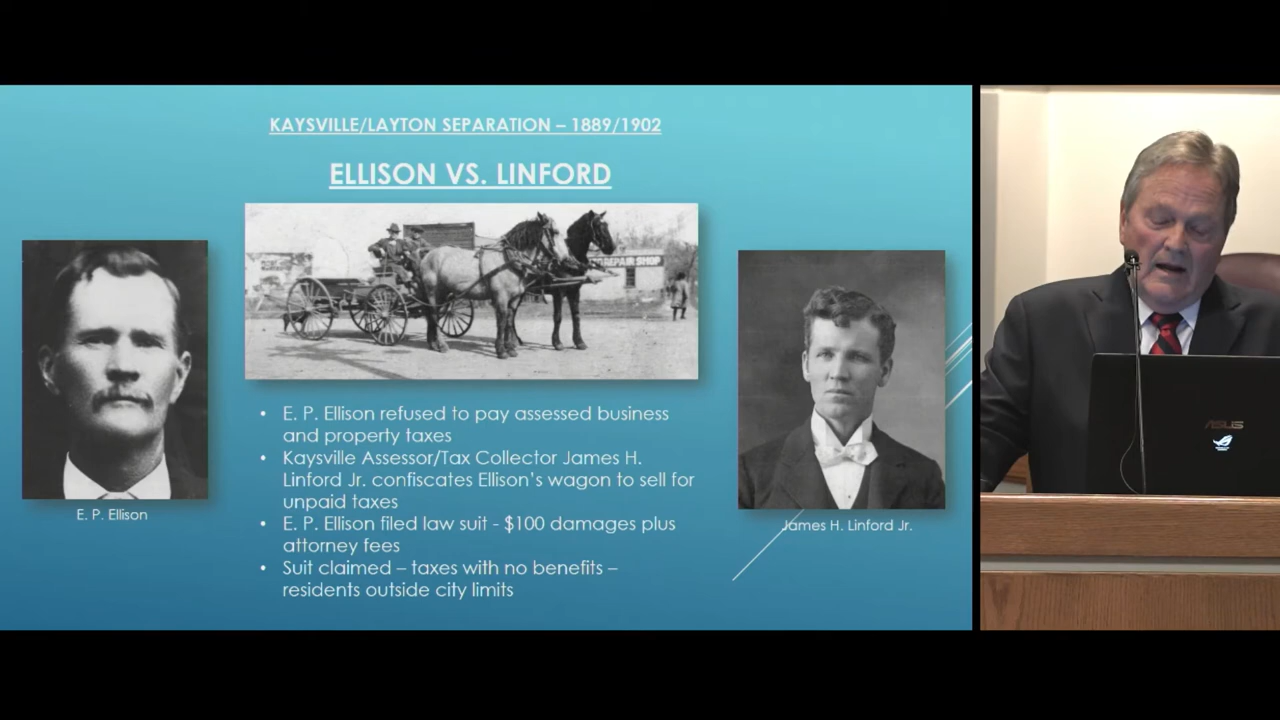 KAYSVILLE/LAYTON SEPARATION – 1889/1902
ELLISON VS. LINFORD
REPAIR SHOP
E. P. Ellison
James H. Linford Jr.
• E. P. Ellison refused to pay assessed business
and property taxes
• Kaysville Assessor/Tax Collector James H.
Linford Jr. confiscates Ellison's wagon to sell for
unpaid taxes
• E. P. Ellison filed law suit - $100 damages plus
attorney fees
• Suit claimed – taxes with no benefits –
residents outside city limits
ASUS